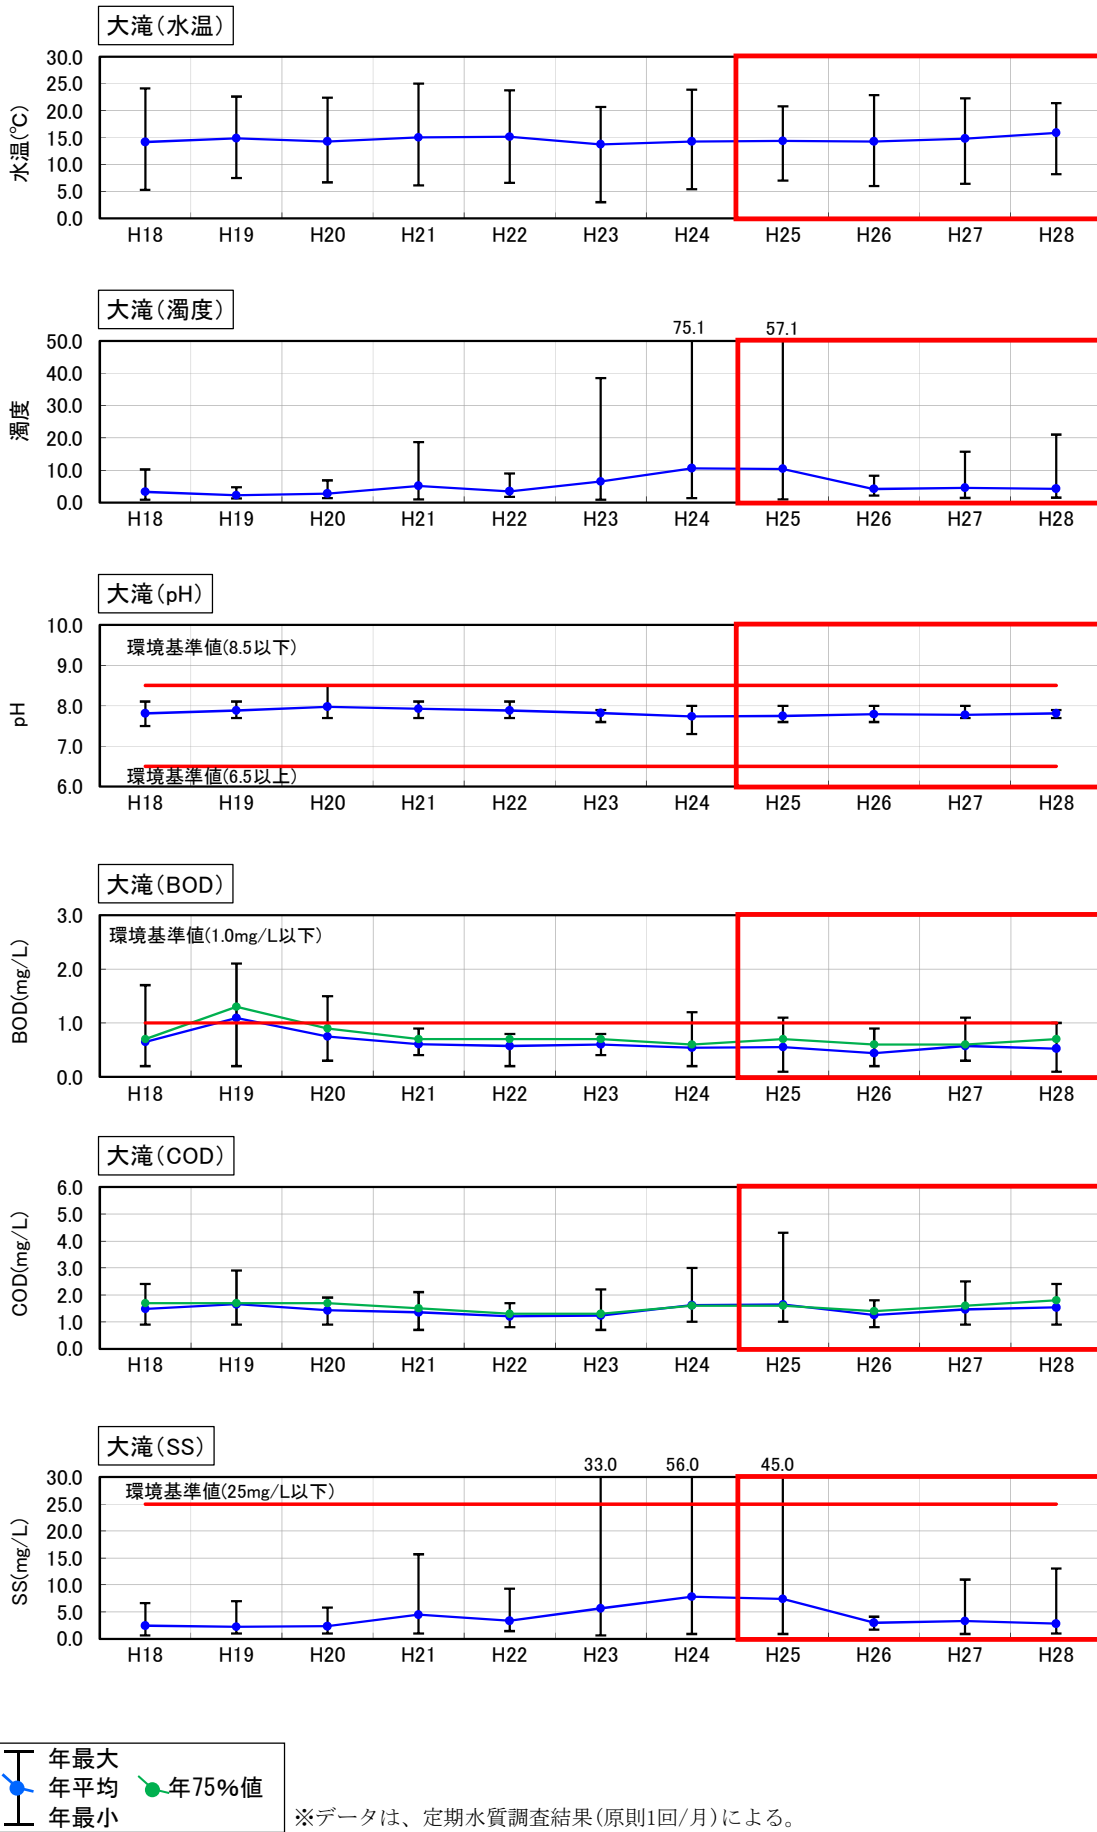 大滝(水温)
30.0
25.0
20.0
15.0
10.0
5.0
0.0
水温(℃)
H18 H19 H20 H21 H22 H23 H24 H25 H26 H27 H28
大滝(濁度)
75.1 57.1
50.0
40.0
30.0
20.0
10.0
0.0
濁度
H18 H19 H20 H21 H22 H23 H24 H25 H26 H27 H28
大滝(pH)
10.0
環境基準値(8.5以下)
9.0
8.0
7.0
6.0
pH
環境基準値(6.5以上)
H18 H19 H20 H21 H22 H23 H24 H25 H26 H27 H28
大滝(BOD)
3.0
環境基準値(1.0mg/L以下)
2.0
1.0
0.0
BOD(mg/L)
H18 H19 H20 H21 H22 H23 H24 H25 H26 H27 H28
大滝(COD)
6.0
5.0
4.0
3.0
2.0
1.0
0.0
COD(mg/L)
H18 H19 H20 H21 H22 H23 H24 H25 H26 H27 H28
大滝(SS)
33.0 56.0 45.0
30.0
環境基準値(25mg/L以下)
25.0
20.0
15.0
10.0
5.0
0.0
SS(mg/L)
H18 H19 H20 H21 H22 H23 H24 H25 H26 H27 H28
年最大
年平均 年75%値
年最小
※データは、定期水質調査結果(原則1回/月)による。